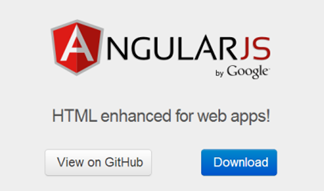 ANGULARJS
by Google
HTML enhanced for web apps!
View on GitHub
Download